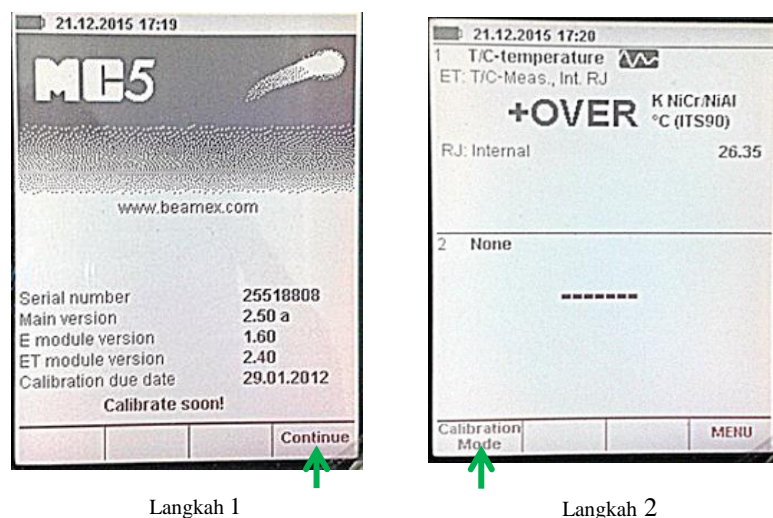 21.12.2015 17:19
MC5
www.beamex.com
Serial number 25518808
Main version 2.50 a
E module version 1.60
ET module version 2.40
Calibration due date 29.01.2012
Calibrate soon!
Continue
Langkah 1
21.12.2015 17:20
1 T/C-temperature
ET: T/C-Meas., Int. RJ
+OVER K NiCr/NiAl
°C (ITS90)
RJ: Internal 26.35
2 None
-------
Calibration
Mode
MENU
Langkah 2